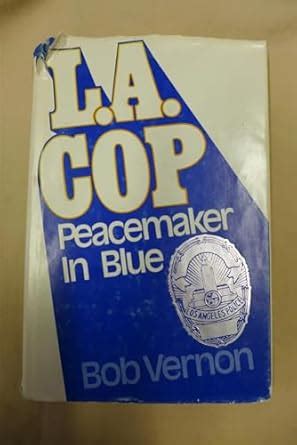 L.A.
COP
Peacemaker
In Blue
LOS ANGELES POLICE
Bob Vernon